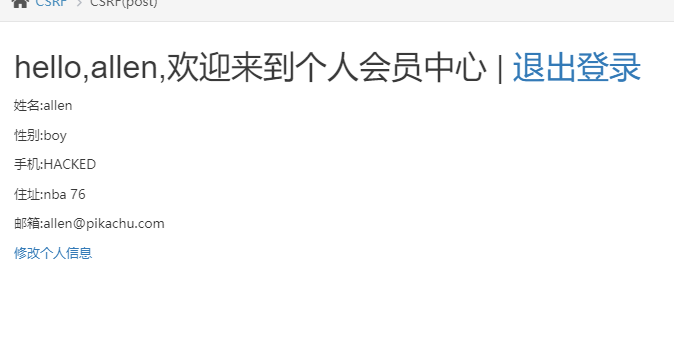 CSRF > CSRF(post)
hello,allen,欢迎来到个人会员中心 | 退出登录
姓名:allen
性别:boy
手机:HACKED
住址:nba 76
邮箱:allen@pikachu.com
修改个人信息